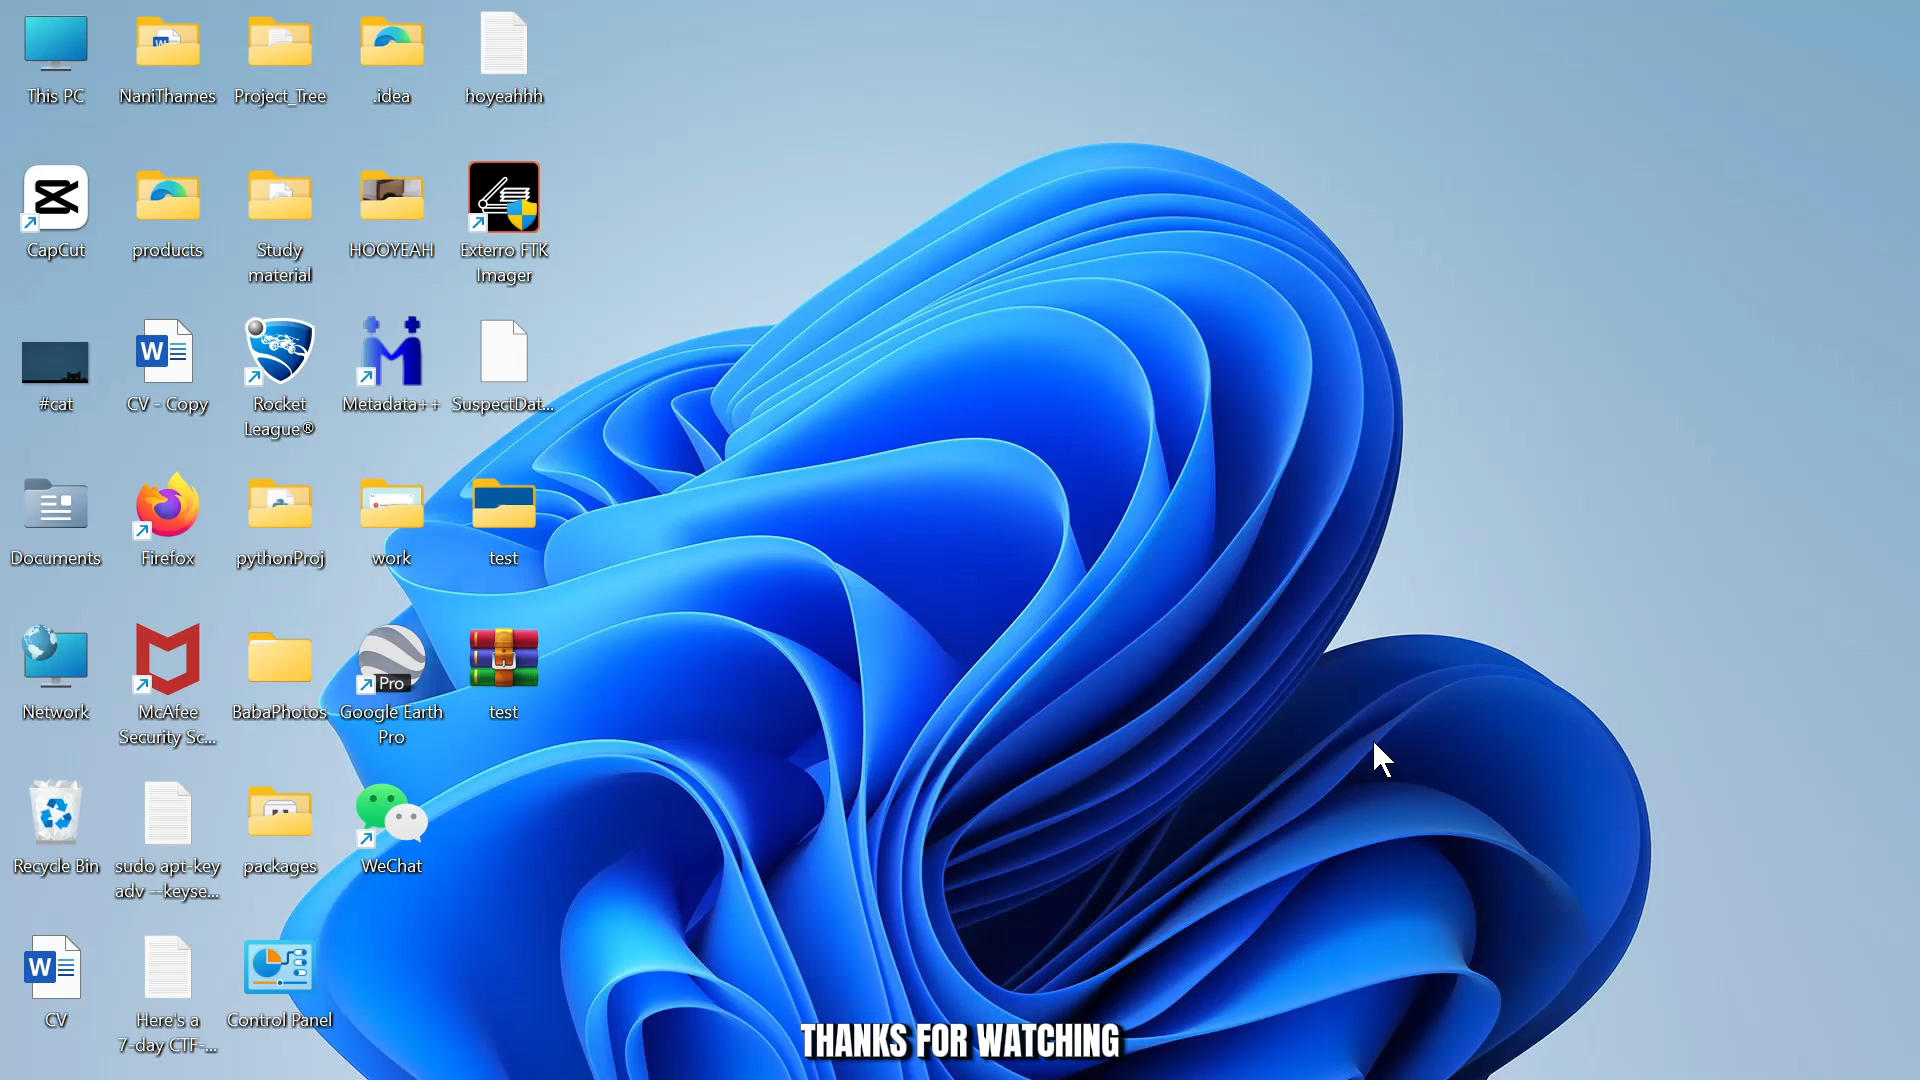 This PC
NaniThames
Project_Tree
.idea
hoyeahhh
CapCut
products
Study
material
HOOYEAH
Exterro FTK
Imager
#cat
CV - Copy
Rocket
League®
Metadata++
SuspectDat...
Documents
Firefox
pythonProj
work
test
Network
McAfee
Security Sc...
BabaPhotos
Pro
Google Earth
Pro
test
Recycle Bin
sudo apt-key
adv --keyse...
packages
WeChat
CV
Here's a
7-day CTF-...
Control Panel
THANKS FOR WATCHING